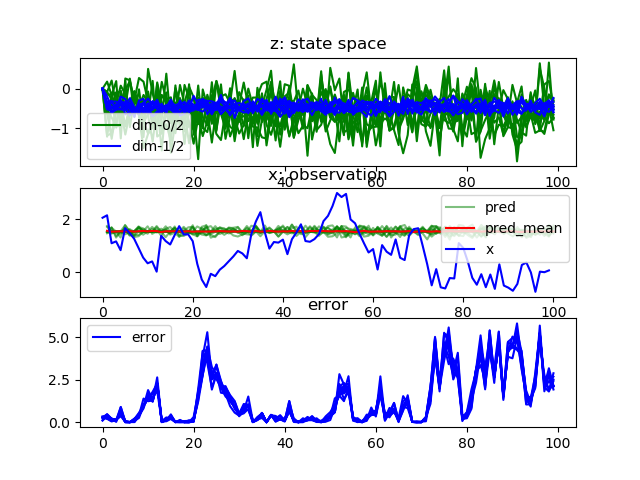 z: state space
0
−1
dim-0/2
dim-1/2
0 20 40 60 80 100
x: observation
2
0
pred
pred_mean
x
0 20 40 60 80 100
error
5.0
2.5
0.0
error
0 20 40 60 80 100